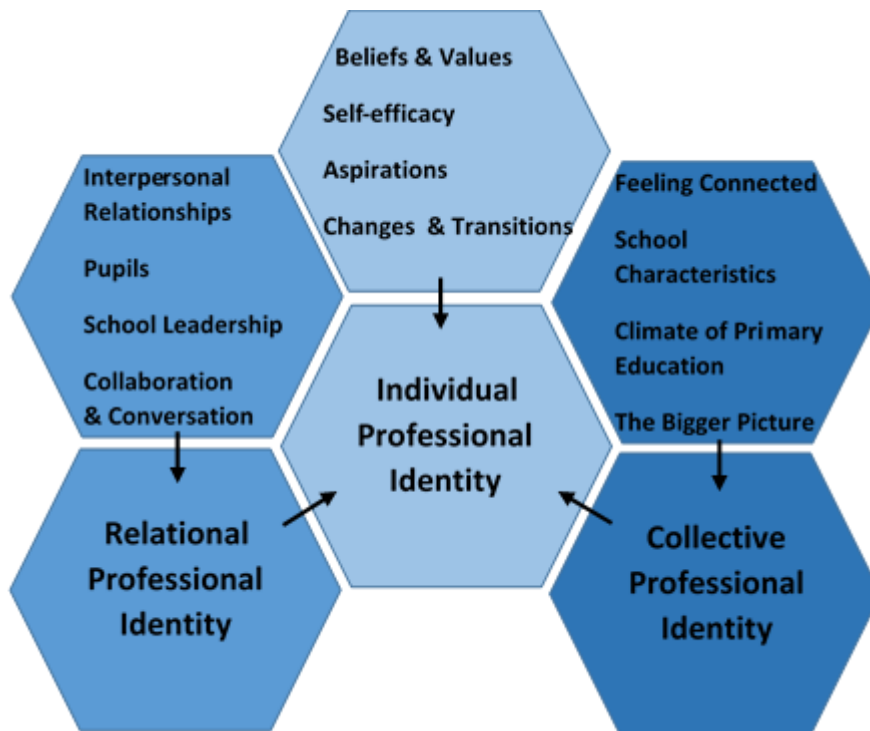 Beliefs & Values
Self-efficacy
Aspirations
Changes & Transitions
Interpersonal
Relationships
Pupils
School Leadership
Collaboration
& Conversation
Feeling Connected
School
Characteristics
Climate of Primary
Education
The Bigger Picture
Individual
Professional
Identity
Relational
Professional
Identity
Collective
Professional
Identity